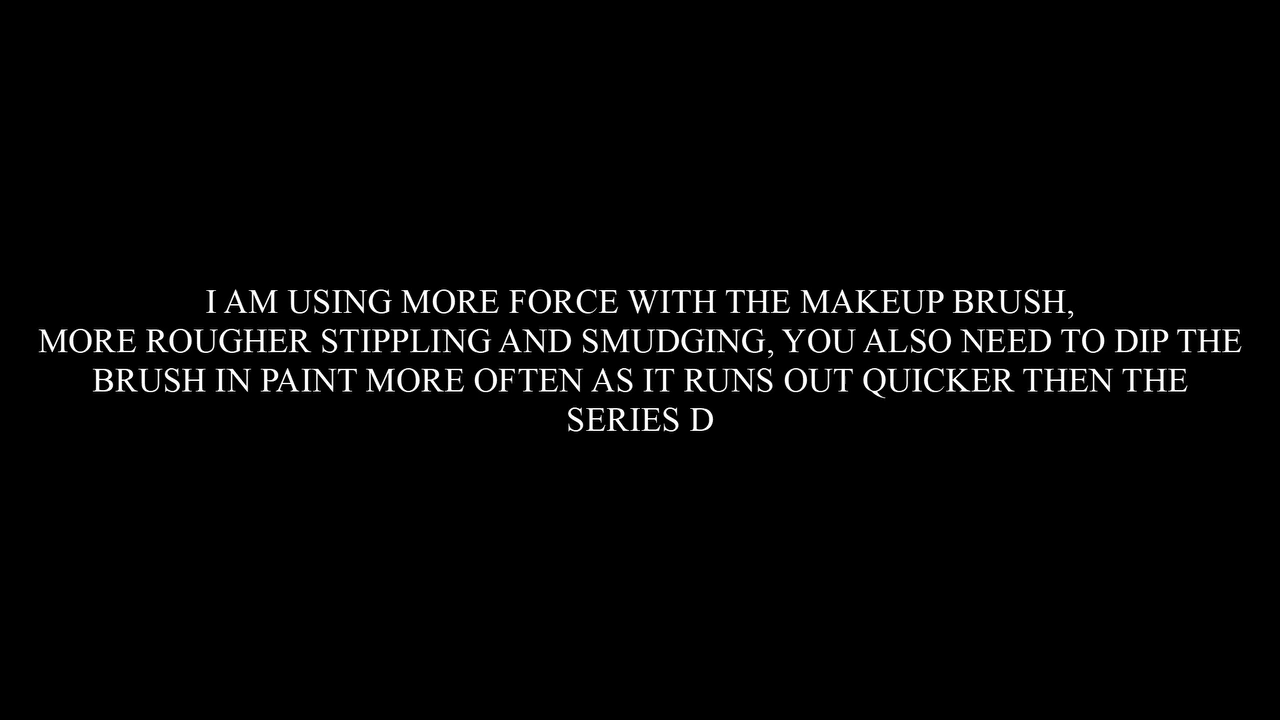 I AM USING MORE FORCE WITH THE MAKEUP BRUSH,
MORE ROUGHER STIPPLING AND SMUDGING, YOU ALSO NEED TO DIP THE
BRUSH IN PAINT MORE OFTEN AS IT RUNS OUT QUICKER THEN THE
SERIES D